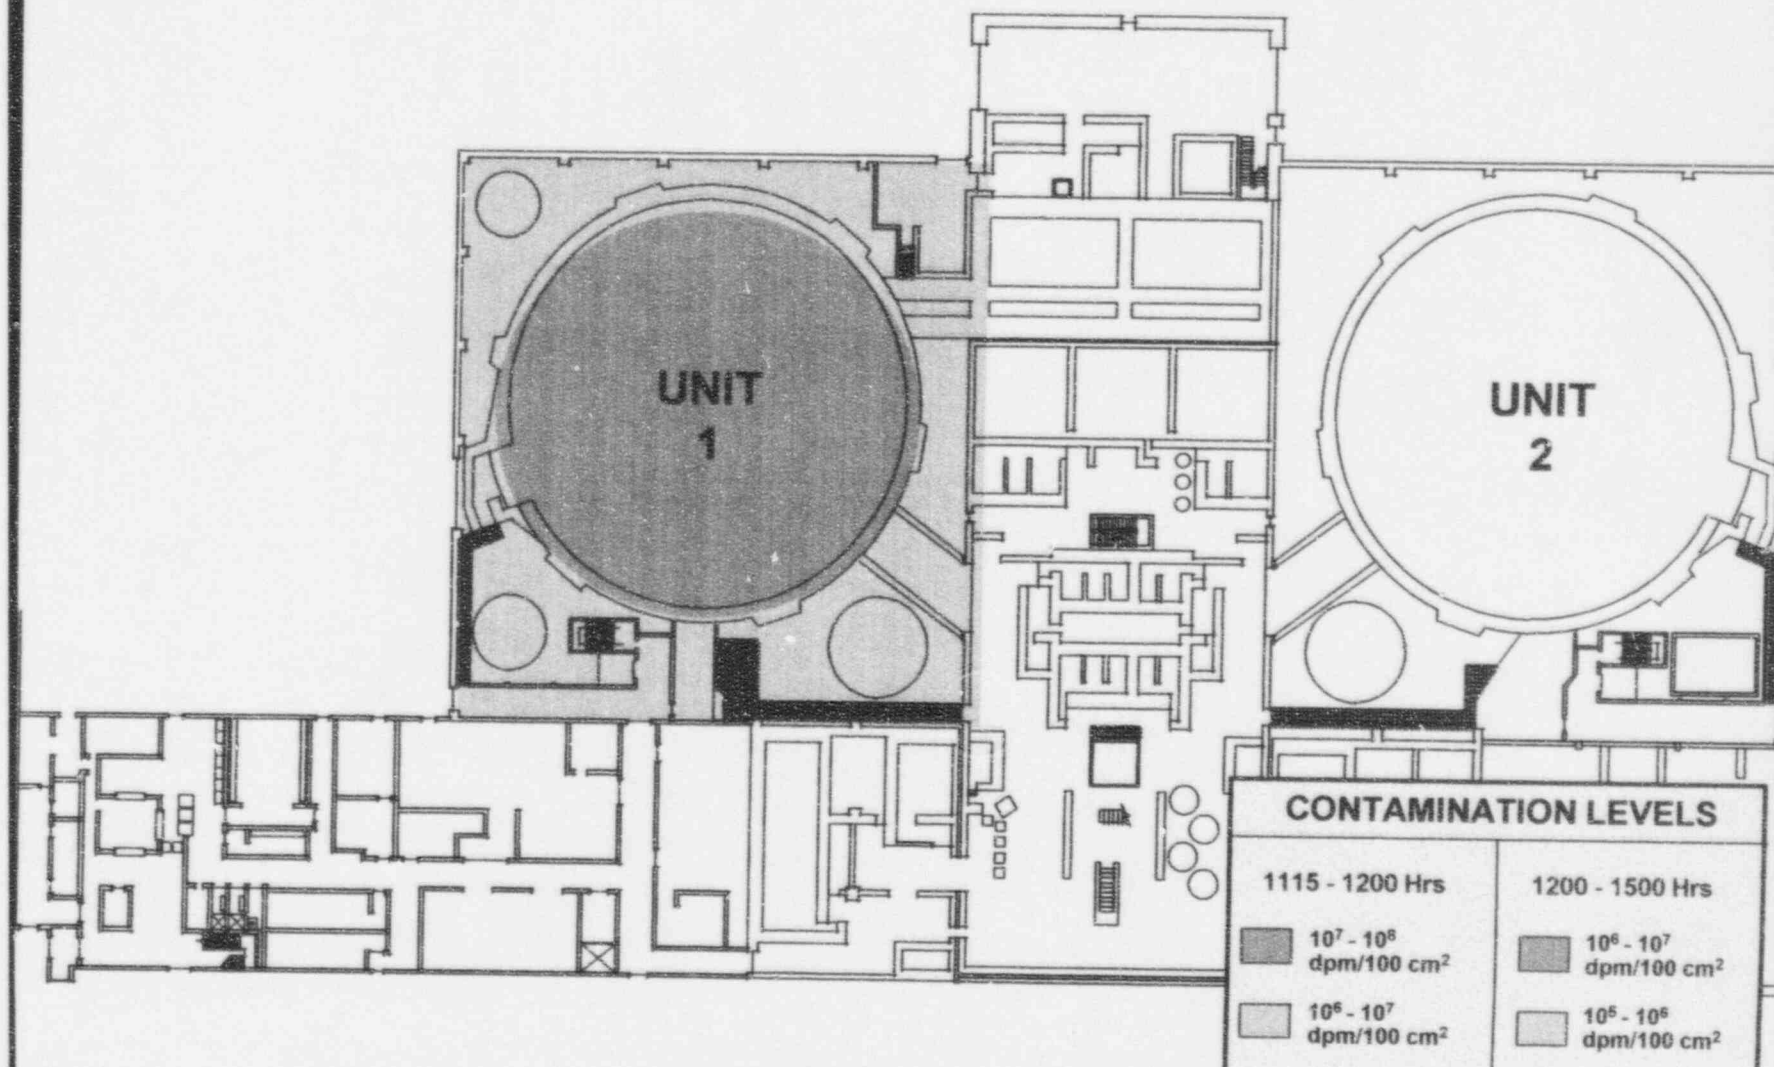 UNIT
1
UNIT
2
CONTAMINATION LEVELS
1115 - 1200 Hrs
10⁷ - 10⁸
dpm/100 cm²
10⁶ - 10⁷
dpm/100 cm²
1200 - 1500 Hrs
10⁶ - 10⁷
dpm/100 cm²
10⁵ - 10⁶
dpm/100 cm²